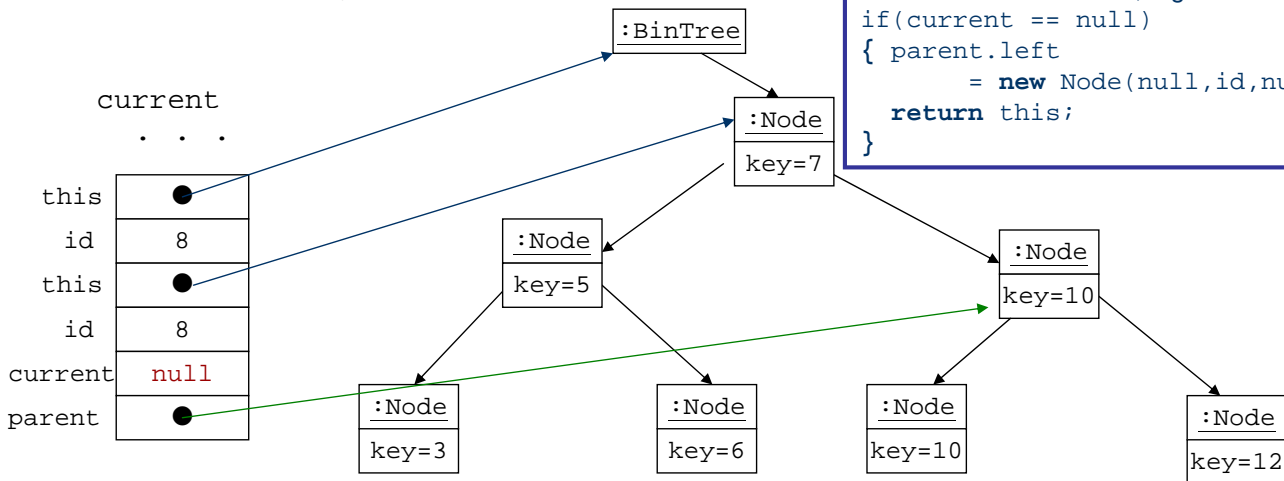 if(current == null)
{ parent.left
= new Node(null,id,nu
return this;
}
:BinTree
current
. . .
:Node
key=7
this
id 8
this
id 8
current null
parent
:Node
key=5
:Node
key=10
:Node
key=3
:Node
key=6
:Node
key=10
:Node
key=12